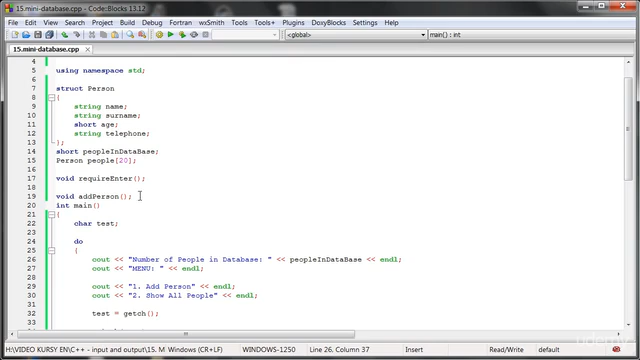 15.mini-database.cpp - Code::Blocks 13.12
File Edit View Search Project Build Debug Fortran wxSmith Tools Tools+ Plugins DoxyBlocks Settings Help
<global> main() : int
15.mini-database.cpp
4
5 using namespace std;
6
7 struct Person
8 {
9 string name;
10 string surname;
11 short age;
12 string telephone;
13 };
14 short peopleInDataBase;
15 Person people[20];
16
17 void requireEnter();
18
19 void addPerson();
20 int main()
21 {
22 char test;
23
24 do
25 {
26 cout << "Number of People in Database: " << peopleInDataBase << endl;
27 cout << "MENU: " << endl;
28
29 cout << "1. Add Person" << endl;
30 cout << "2. Show All People" << endl;
31
32 test = getch();
33
H:\VIDEO KURSY EN\C++ - input and output\15. M Windows (CR+LF) WINDOWS-1250 Line 26, Column 37 Insert Read/Write default
udemy